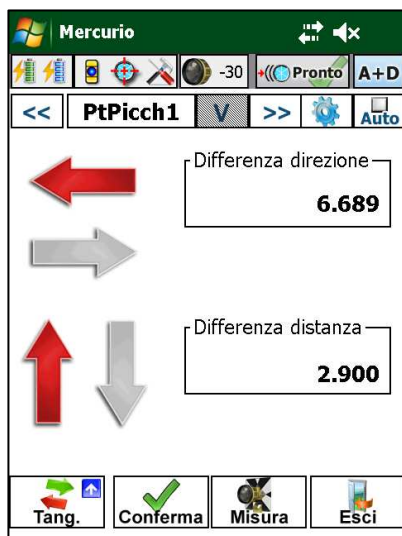 Mercurio
-30 Pronto A+D
<< PtPicch1 V >> Auto
Differenza direzione
6.689
Differenza distanza
2.900
Tang. Conferma Misura Esci